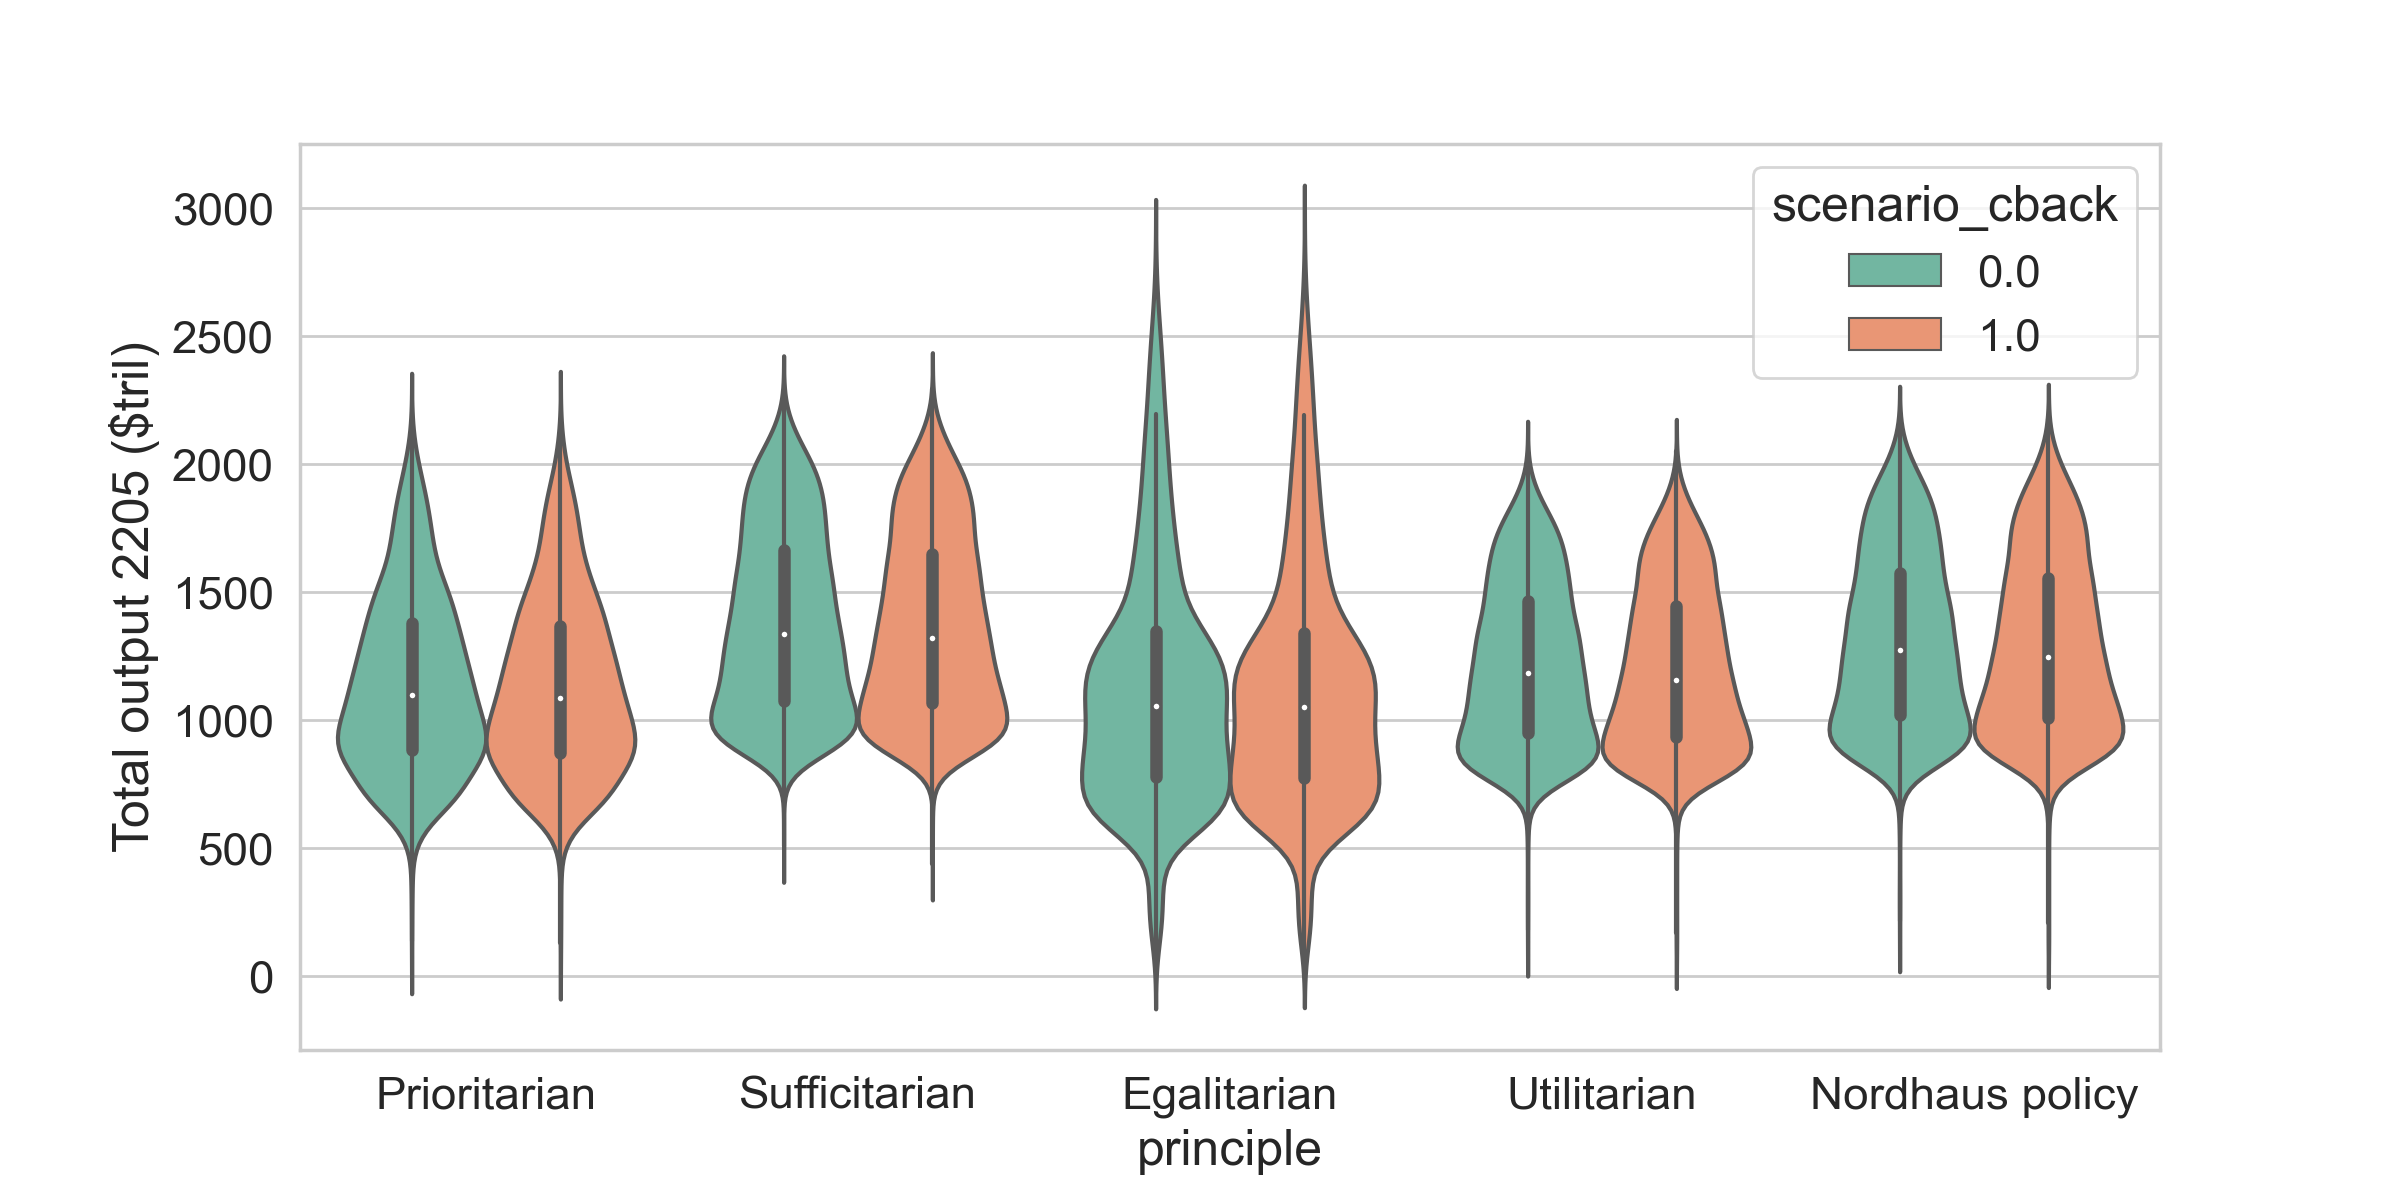 scenario_cback
0.0
1.0
Total output 2205 ($tril)
3000
2500
2000
1500
1000
500
0
Prioritarian
Sufficitarian
Egalitarian
Utilitarian
Nordhaus policy
principle